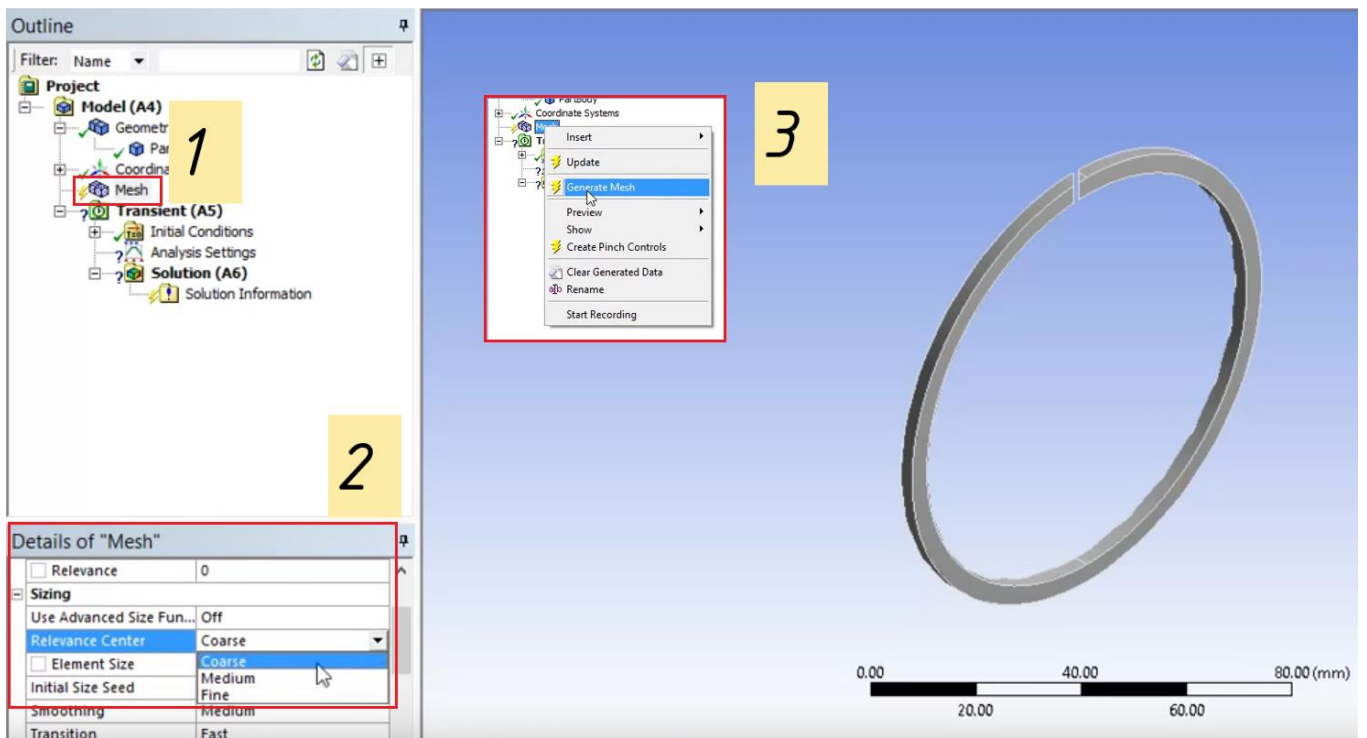 Outline
Filter: Name
Project
Model (A4)
Geometr
Par
Coordina
Mesh
Transient (A5)
Initial Conditions
Analysis Settings
Solution (A6)
Solution Information
1
2
Details of "Mesh"
Relevance 0
Sizing
Use Advanced Size Fun... Off
Relevance Center Coarse
Element Size Coarse
Medium
Initial Size Seed
Fine
Smoothing Medium
Transition Fast
PartBody
Coordinate Systems
Mesh
Insert
Update
Generate Mesh
Preview
Show
Create Pinch Controls
Clear Generated Data
Rename
Start Recording
3
0.00 40.00 80.00 (mm)
20.00 60.00